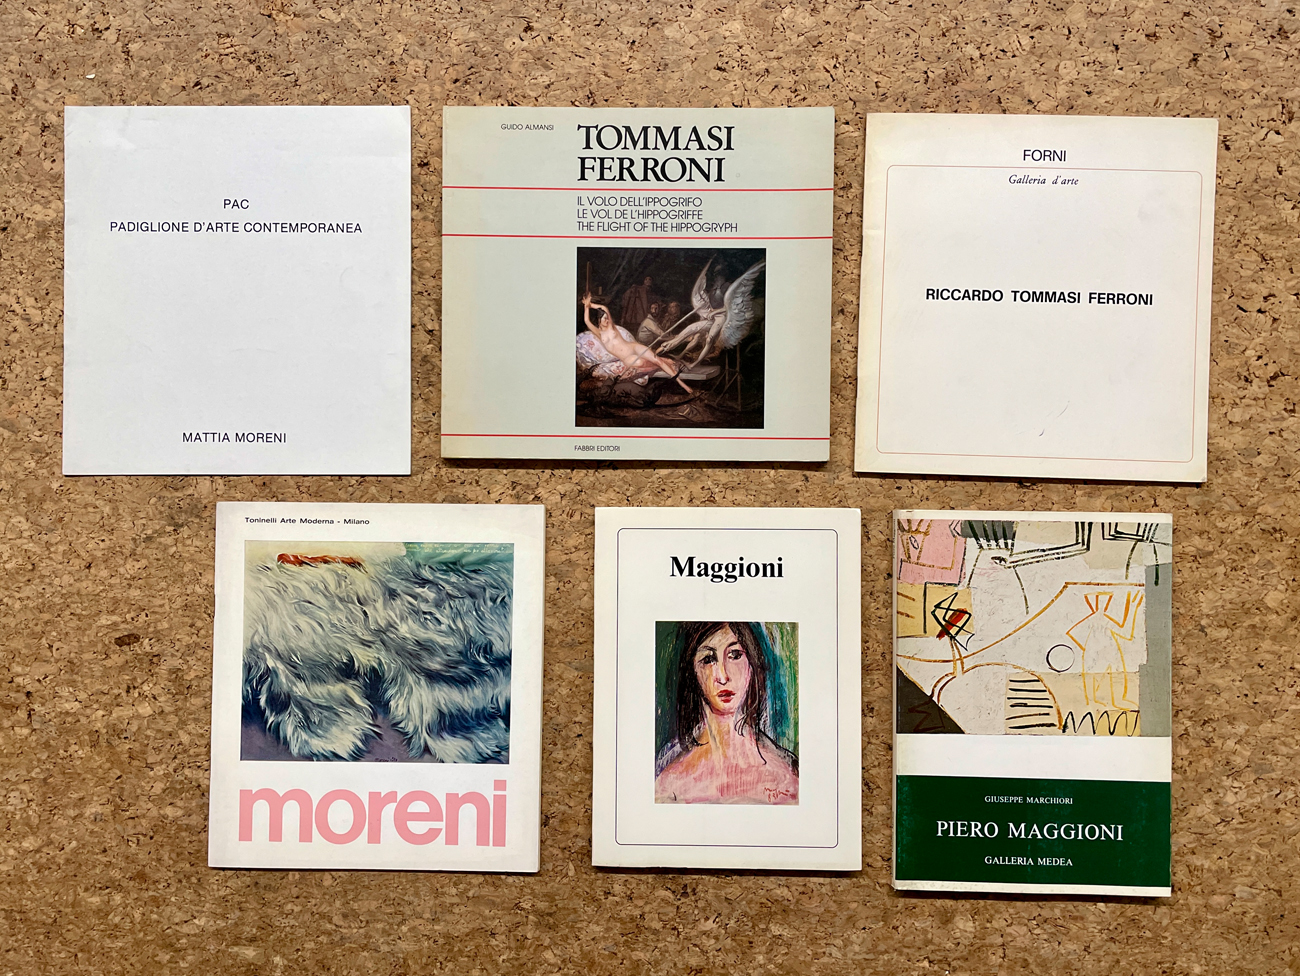 PAC
PADIGLIONE D'ARTE CONTEMPORANEA
MATTIA MORENI
GUIDO ALMANSI
TOMMASI
FERRONI
IL VOLO DELL'IPPOGRIFO
LE VOL DE L'HIPPOGRIFFE
THE FLIGHT OF THE HIPPOGRYPH
FABBRI EDITORI
FORNI
Galleria d'arte
RICCARDO TOMMASI FERRONI
Toninelli Arte Moderna - Milano
moreni
Maggioni
GIUSEPPE MARCHIORI
PIERO MAGGIONI
GALLERIA MEDEA